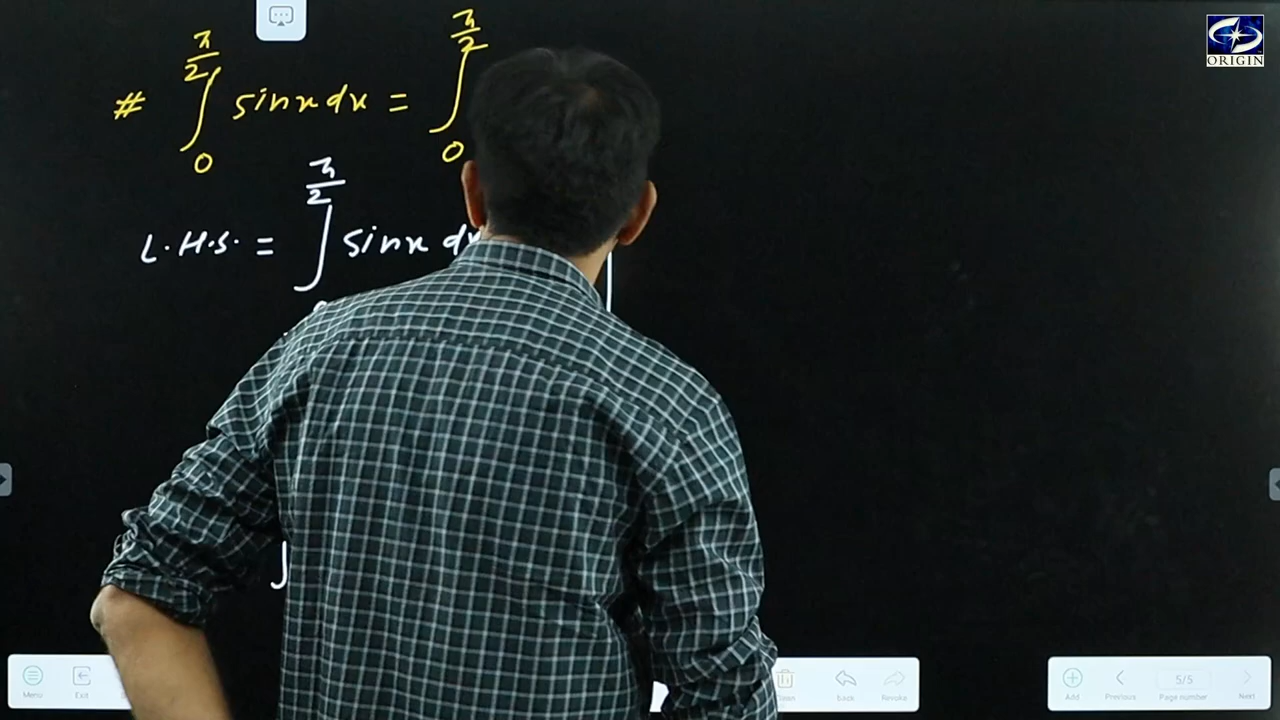 ORIGIN
# ∫₀^{π/2} sinx dx = ∫₀^{π/2}
L.H.S. = ∫^{π/2} sinx dx
Menu
Exit
back
Revoke
Add
Previous
5/5
Page number
Next